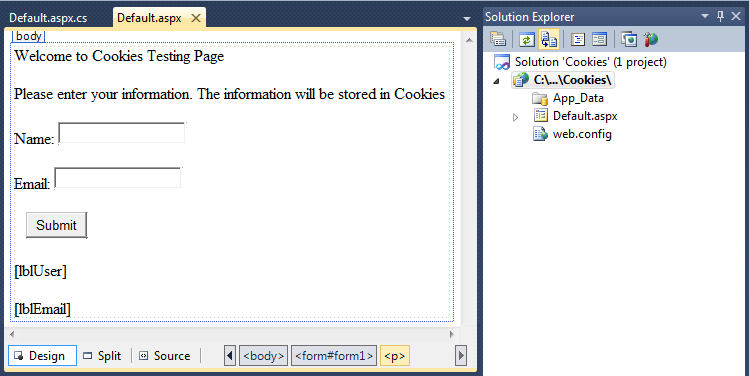 Default.aspx.cs
Default.aspx
body
Welcome to Cookies Testing Page
Please enter your information. The information will be stored in Cookies
Name:
Email:
Submit
[lblUser]
[lblEmail]
Design
Split
Source
<body>
<form#form1>
<p>
Solution Explorer
Solution 'Cookies' (1 project)
C:\...\Cookies\
App_Data
Default.aspx
web.config